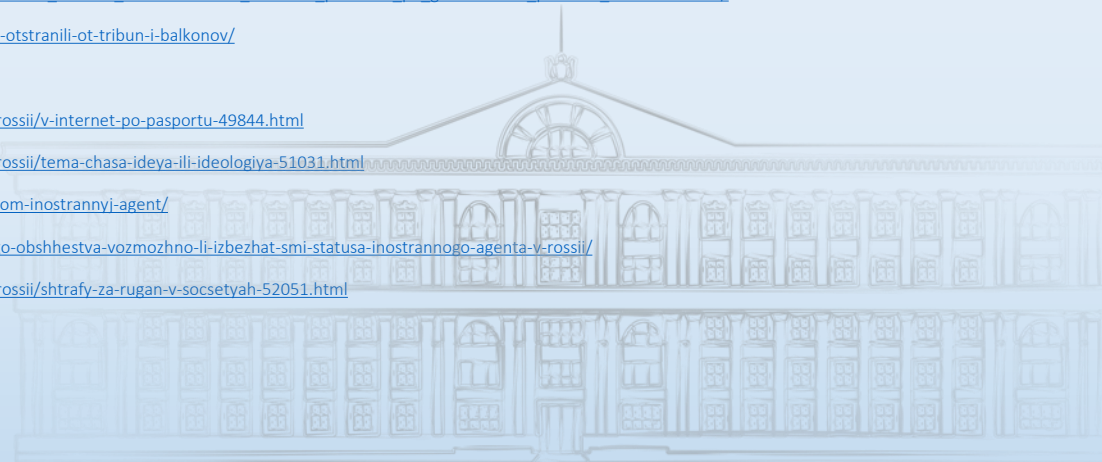 -otstranili-ot-tribun-i-balkonov/
rossii/v-internet-po-pasportu-49844.html
rossii/tema-chasa-ideya-ili-ideologiya-51031.html
om-inostrannyj-agent/
o-obshhestva-vozmozhno-li-izbezhat-smi-statusa-inostrannogo-agenta-v-rossii/
rossii/shtrafy-za-rugan-v-socsetyah-52051.html